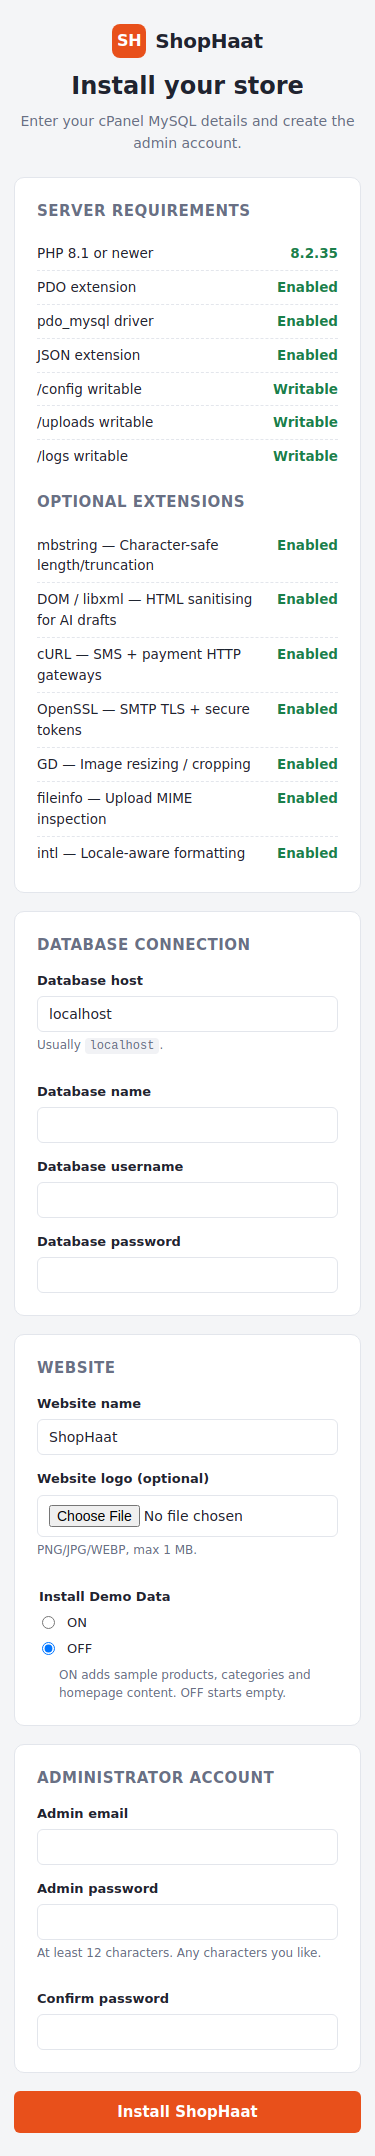 SH ShopHaat
Install your store
Enter your cPanel MySQL details and create the
admin account.
SERVER REQUIREMENTS
PHP 8.1 or newer 8.2.35
PDO extension Enabled
pdo_mysql driver Enabled
JSON extension Enabled
/config writable Writable
/uploads writable Writable
/logs writable Writable
OPTIONAL EXTENSIONS
mbstring — Character-safe Enabled
length/truncation
DOM / libxml — HTML sanitising Enabled
for AI drafts
cURL — SMS + payment HTTP Enabled
gateways
OpenSSL — SMTP TLS + secure Enabled
tokens
GD — Image resizing / cropping Enabled
fileinfo — Upload MIME Enabled
inspection
intl — Locale-aware formatting Enabled
DATABASE CONNECTION
Database host
localhost
Usually localhost.
Database name
Database username
Database password
WEBSITE
Website name
ShopHaat
Website logo (optional)
Choose File No file chosen
PNG/JPG/WEBP, max 1 MB.
Install Demo Data
ON
OFF
ON adds sample products, categories and
homepage content. OFF starts empty.
ADMINISTRATOR ACCOUNT
Admin email
Admin password
At least 12 characters. Any characters you like.
Confirm password
Install ShopHaat